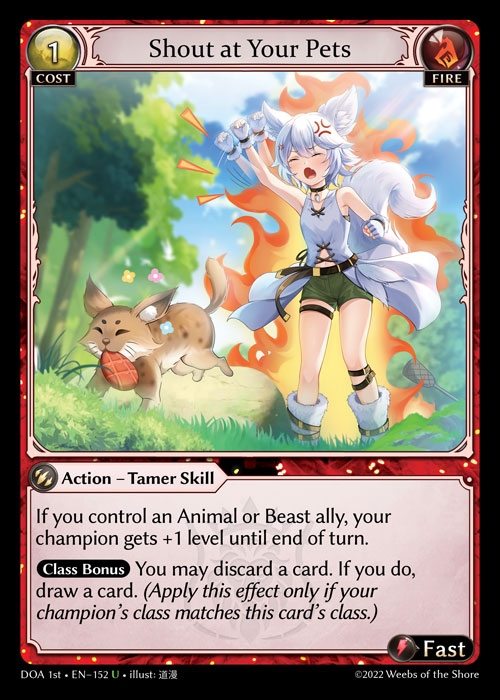 1
Shout at Your Pets
COST
FIRE
Action – Tamer Skill
If you control an Animal or Beast ally, your
champion gets +1 level until end of turn.
Class Bonus You may discard a card. If you do,
draw a card. (Apply this effect only if your
champion's class matches this card's class.)
Fast
DOA 1st • EN–152 U • illust: 道漫
©2022 Weebs of the Shore